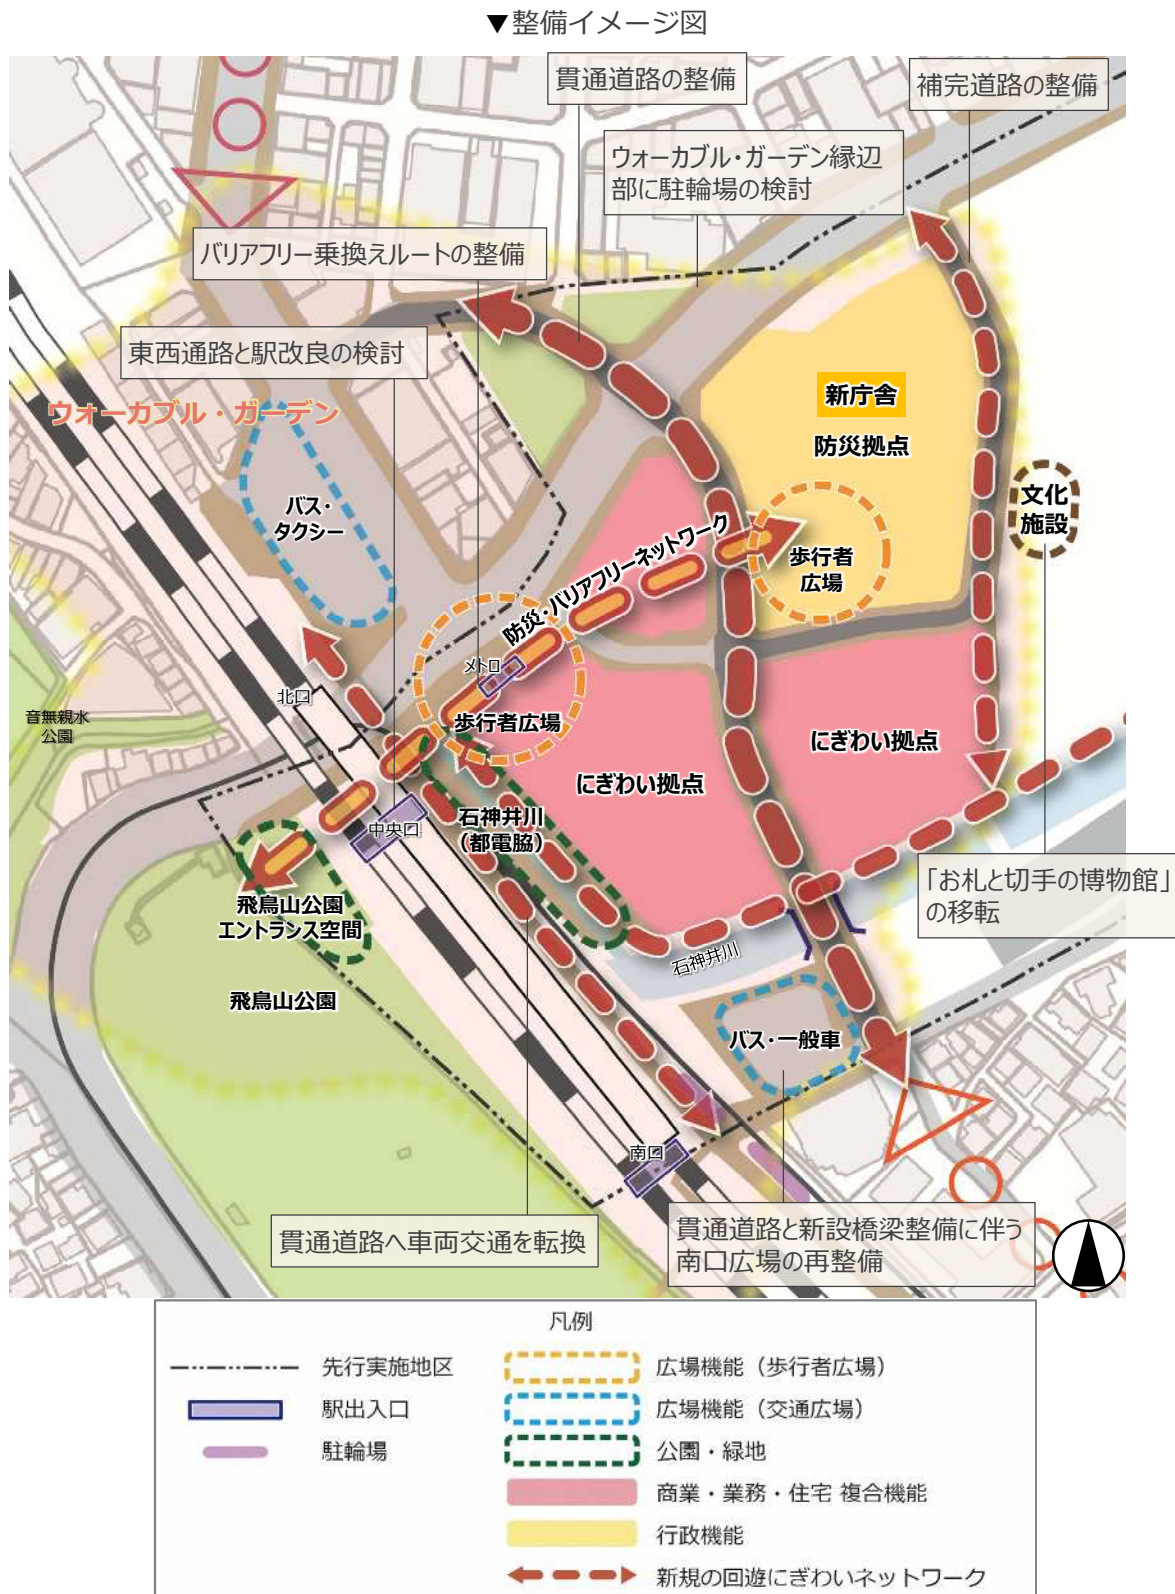 ▼整備イメージ図
貫通道路の整備
補完道路の整備
ウォーカブル・ガーデン縁辺
部に駐輪場の検討
バリアフリー乗換えルートの整備
東西通路と駅改良の検討
ウォーカブル・ガーデン
新庁舎
防災拠点
バス・
タクシー
文化
施設
防災・バリアフリーネットワーク
歩行者
広場
メトロ
北口
音無親水
公園
歩行者広場
にぎわい拠点
にぎわい拠点
中央口
石神井川
（都電脇）
「お札と切手の博物館」
の移転
飛鳥山公園
エントランス空間
石神井川
飛鳥山公園
バス・一般車
南口
貫通道路へ車両交通を転換
貫通道路と新設橋梁整備に伴う
南口広場の再整備
凡例
先行実施地区
駅出入口
駐輪場
広場機能（歩行者広場）
広場機能（交通広場）
公園・緑地
商業・業務・住宅 複合機能
行政機能
新規の回遊にぎわいネットワーク